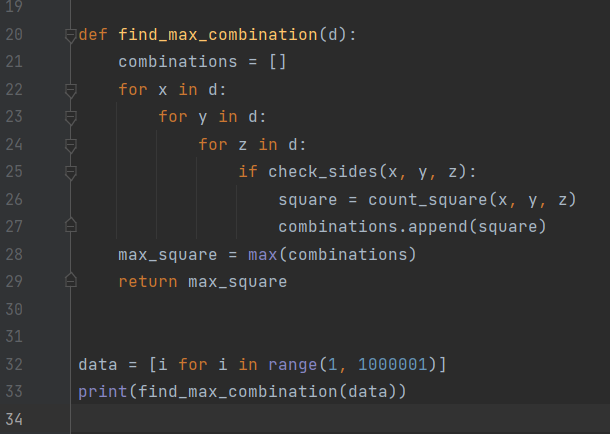 19
20 def find_max_combination(d):
21     combinations = []
22     for x in d:
23         for y in d:
24             for z in d:
25                 if check_sides(x, y, z):
26                     square = count_square(x, y, z)
27                     combinations.append(square)
28     max_square = max(combinations)
29     return max_square
30
31
32 data = [i for i in range(1, 1000001)]
33 print(find_max_combination(data))
34